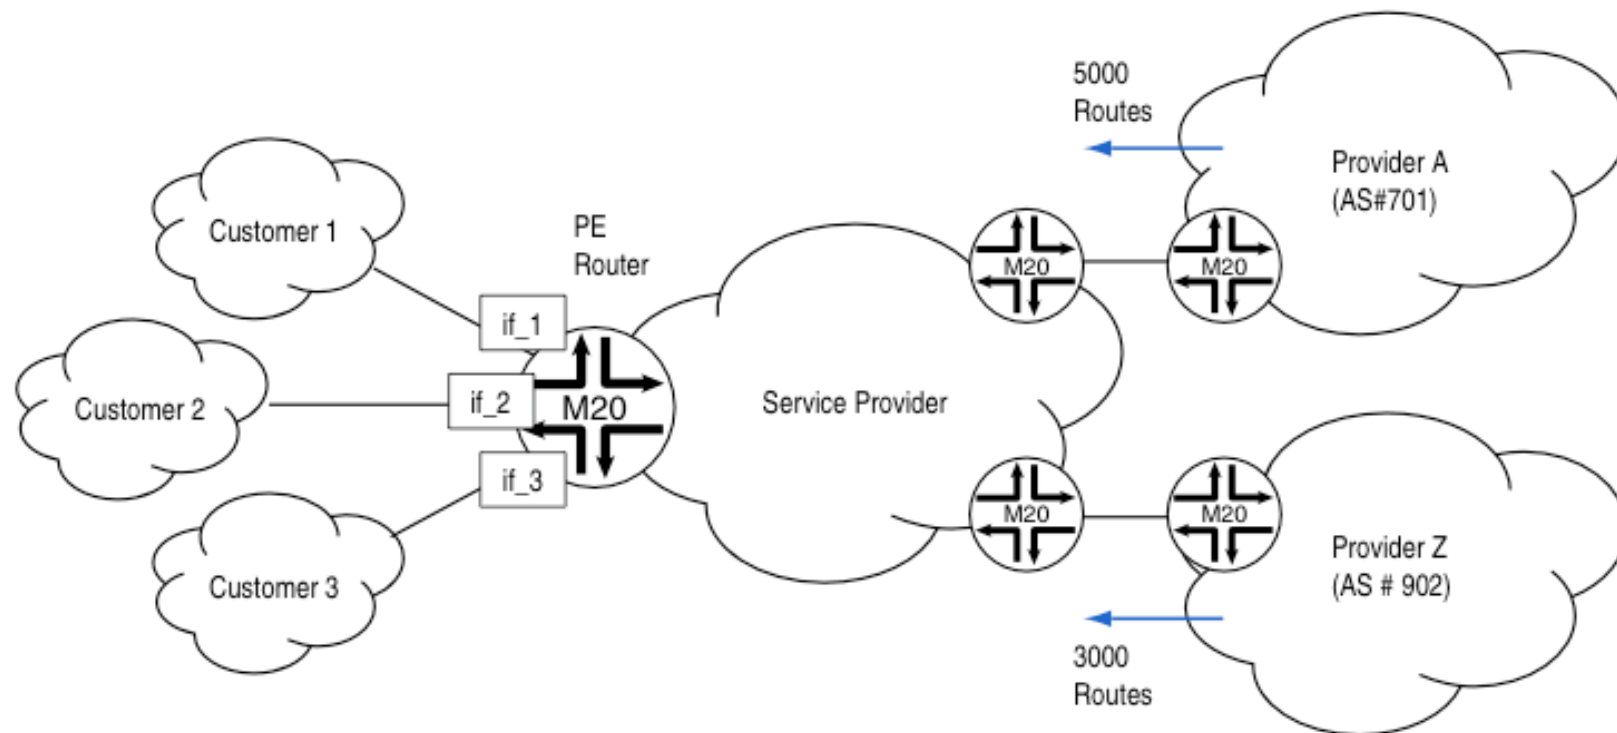 5000
Routes
Provider A
(AS#701)
Customer 1
PE
Router
M20
M20
if_1
Customer 2
if_2
M20
Service Provider
if_3
M20
M20
Customer 3
Provider Z
(AS # 902)
3000
Routes